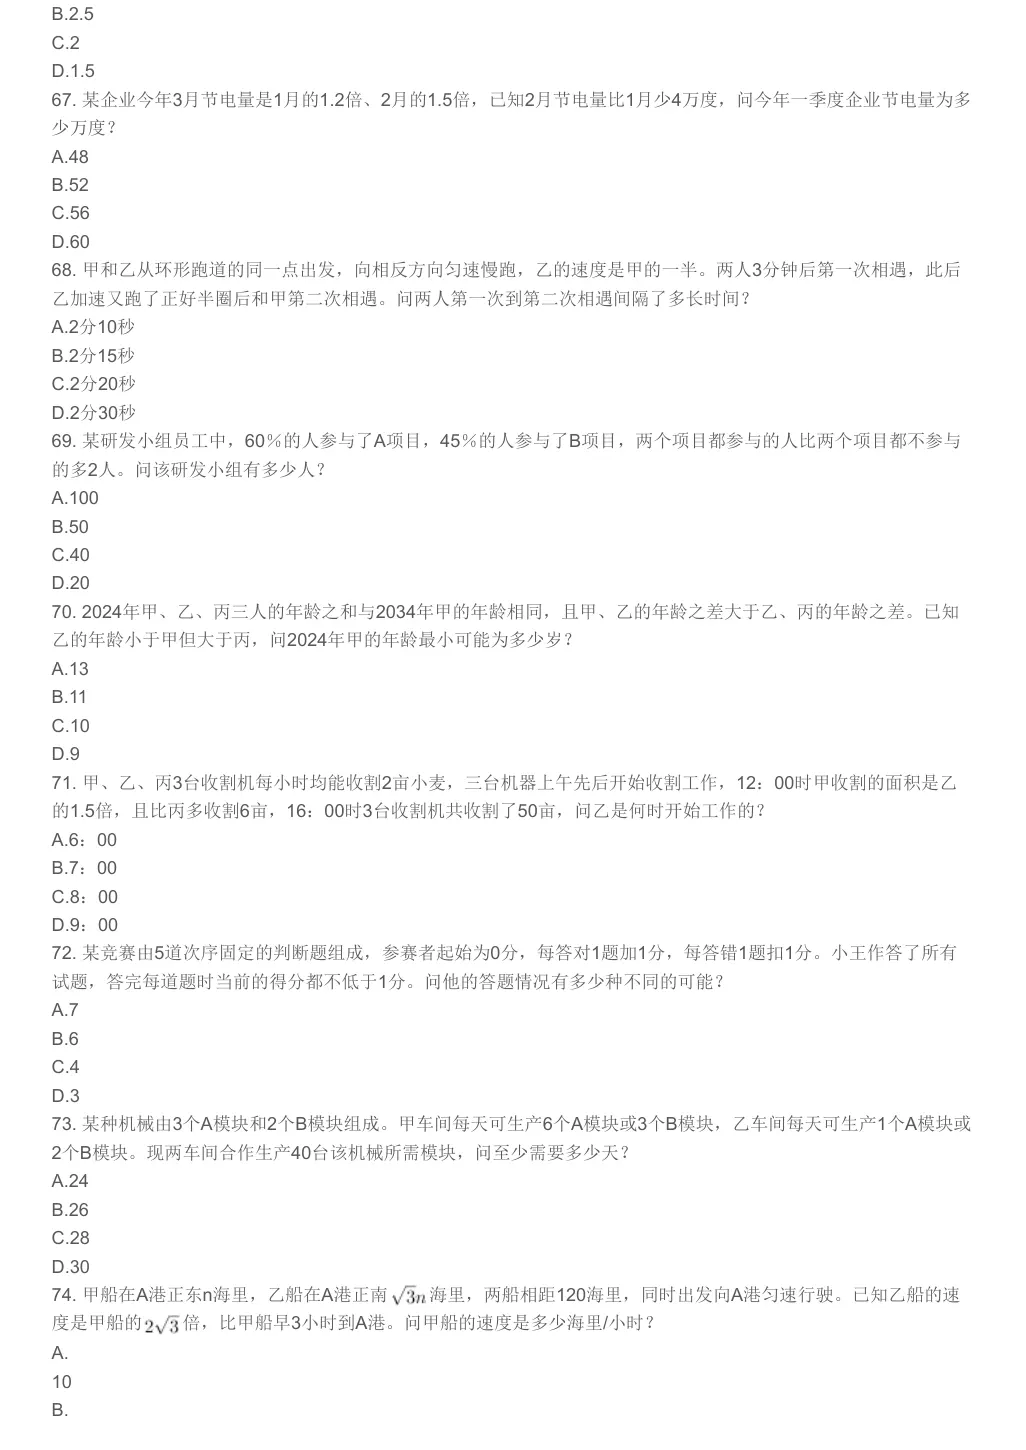 B.2.5
C.2
D.1.5
67. 某企业今年3月节电量是1月的1.2倍、2月的1.5倍，已知2月节电量比1月少4万度，问今年一季度企业节电量为多
少万度？
A.48
B.52
C.56
D.60
68. 甲和乙从环形跑道的同一点出发，向相反方向匀速慢跑，乙的速度是甲的一半。两人3分钟后第一次相遇，此后
乙加速又跑了正好半圈后和甲第二次相遇。问两人第一次到第二次相遇间隔了多长时间？
A.2分10秒
B.2分15秒
C.2分20秒
D.2分30秒
69. 某研发小组员工中，60％的人参与了A项目，45％的人参与了B项目，两个项目都参与的人比两个项目都不参与
的多2人。问该研发小组有多少人？
A.100
B.50
C.40
D.20
70. 2024年甲、乙、丙三人的年龄之和与2034年甲的年龄相同，且甲、乙的年龄之差大于乙、丙的年龄之差。已知
乙的年龄小于甲但大于丙，问2024年甲的年龄最小可能为多少岁？
A.13
B.11
C.10
D.9
71. 甲、乙、丙3台收割机每小时均能收割2亩小麦，三台机器上午先后开始收割工作，12：00时甲收割的面积是乙
的1.5倍，且比丙多收割6亩，16：00时3台收割机共收割了50亩，问乙是何时开始工作的？
A.6：00
B.7：00
C.8：00
D.9：00
72. 某竞赛由5道次序固定的判断题组成，参赛者起始为0分，每答对1题加1分，每答错1题扣1分。小王作答了所有
试题，答完每道题时当前的得分都不低于1分。问他的答题情况有多少种不同的可能？
A.7
B.6
C.4
D.3
73. 某种机械由3个A模块和2个B模块组成。甲车间每天可生产6个A模块或3个B模块，乙车间每天可生产1个A模块或
2个B模块。现两车间合作生产40台该机械所需模块，问至少需要多少天？
A.24
B.26
C.28
D.30
74. 甲船在A港正东n海里，乙船在A港正南√3n海里，两船相距120海里，同时出发向A港匀速行驶。已知乙船的速
度是甲船的2√3倍，比甲船早3小时到A港。问甲船的速度是多少海里/小时？
A.
10
B.